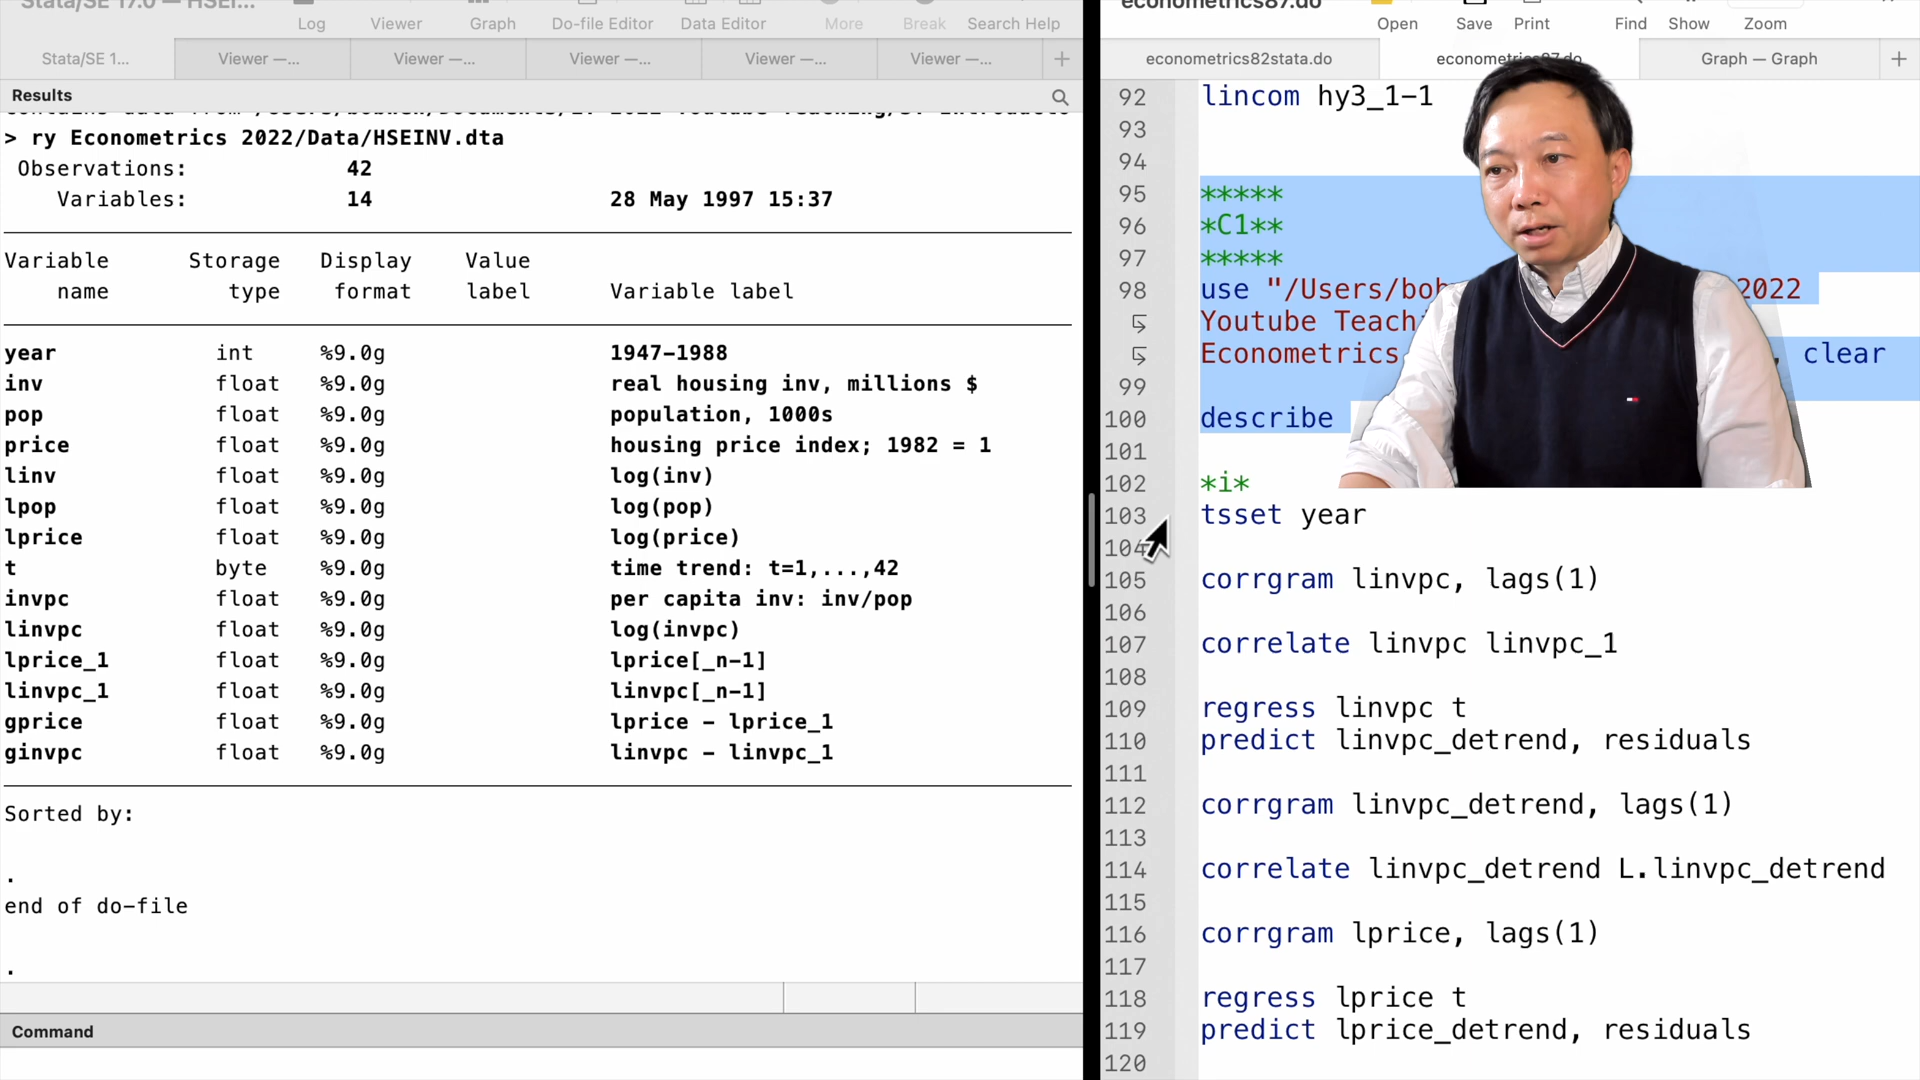 Stata/SE 17.0 — HSEI...
Log
Viewer
Graph
Do-file Editor
Data Editor
More
Break
Search Help
Stata/SE 1...
Viewer —...
Viewer —...
Viewer —...
Viewer —...
Viewer —...
+
Results
> ry Econometrics 2022/Data/HSEINV.dta
Observations: 42
Variables: 14 28 May 1997 15:37
Variable Storage Display Value
name type format label Variable label
year int %9.0g 1947-1988
inv float %9.0g real housing inv, millions $
pop float %9.0g population, 1000s
price float %9.0g housing price index; 1982 = 1
linv float %9.0g log(inv)
lpop float %9.0g log(pop)
lprice float %9.0g log(price)
t byte %9.0g time trend: t=1,...,42
invpc float %9.0g per capita inv: inv/pop
linvpc float %9.0g log(invpc)
lprice_1 float %9.0g lprice[_n-1]
linvpc_1 float %9.0g linvpc[_n-1]
gprice float %9.0g lprice - lprice_1
ginvpc float %9.0g linvpc - linvpc_1
Sorted by:
.
end of do-file
.
Command
econometrics87.do
Open
Save
Print
Find
Show
Zoom
econometrics82stata.do
Graph — Graph
+
92 lincom hy3_1-1
93
94
95 *****
96 *C1**
97 *****
98 use "/Users/bob 2022
Youtube Teach
Econometrics , clear
99
100 describe
101
102 *i*
103 tsset year
104
105 corrgram linvpc, lags(1)
106
107 correlate linvpc linvpc_1
108
109 regress linvpc t
110 predict linvpc_detrend, residuals
111
112 corrgram linvpc_detrend, lags(1)
113
114 correlate linvpc_detrend L.linvpc_detrend
115
116 corrgram lprice, lags(1)
117
118 regress lprice t
119 predict lprice_detrend, residuals
120